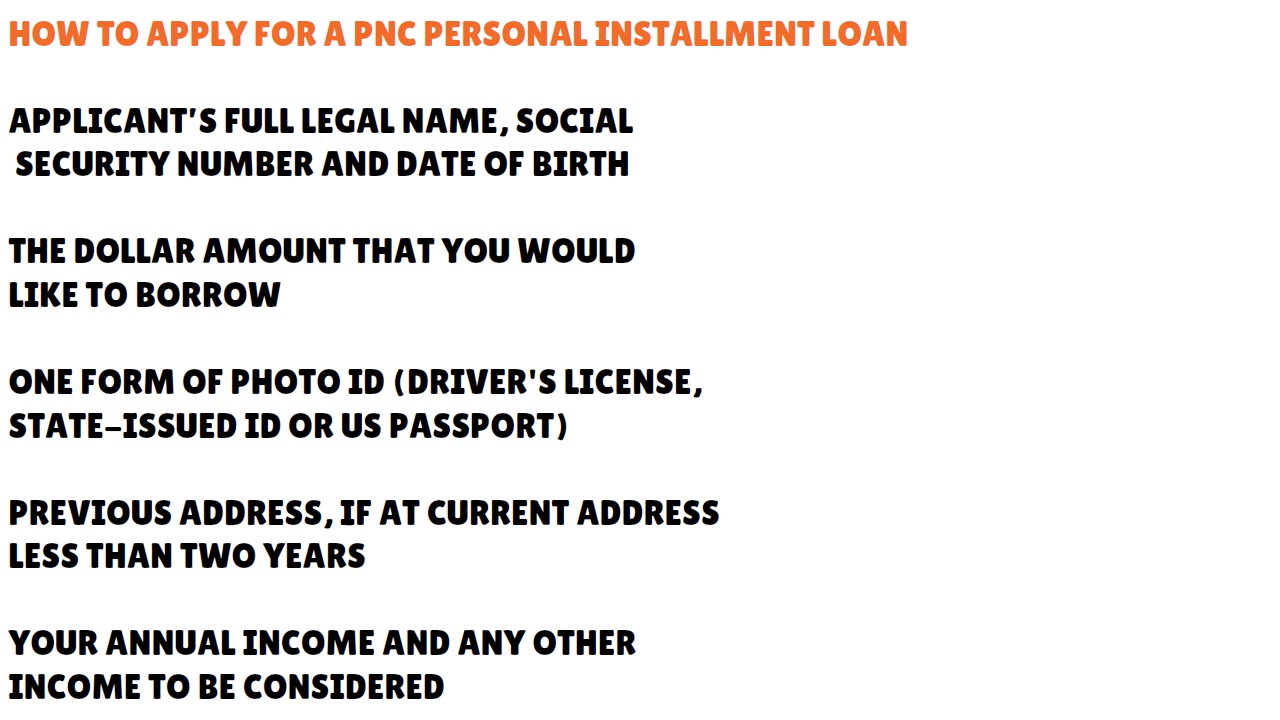 HOW TO APPLY FOR A PNC PERSONAL INSTALLMENT LOAN
APPLICANT'S FULL LEGAL NAME, SOCIAL
SECURITY NUMBER AND DATE OF BIRTH
THE DOLLAR AMOUNT THAT YOU WOULD
LIKE TO BORROW
ONE FORM OF PHOTO ID (DRIVER'S LICENSE,
STATE–ISSUED ID OR US PASSPORT)
PREVIOUS ADDRESS, IF AT CURRENT ADDRESS
LESS THAN TWO YEARS
YOUR ANNUAL INCOME AND ANY OTHER
INCOME TO BE CONSIDERED